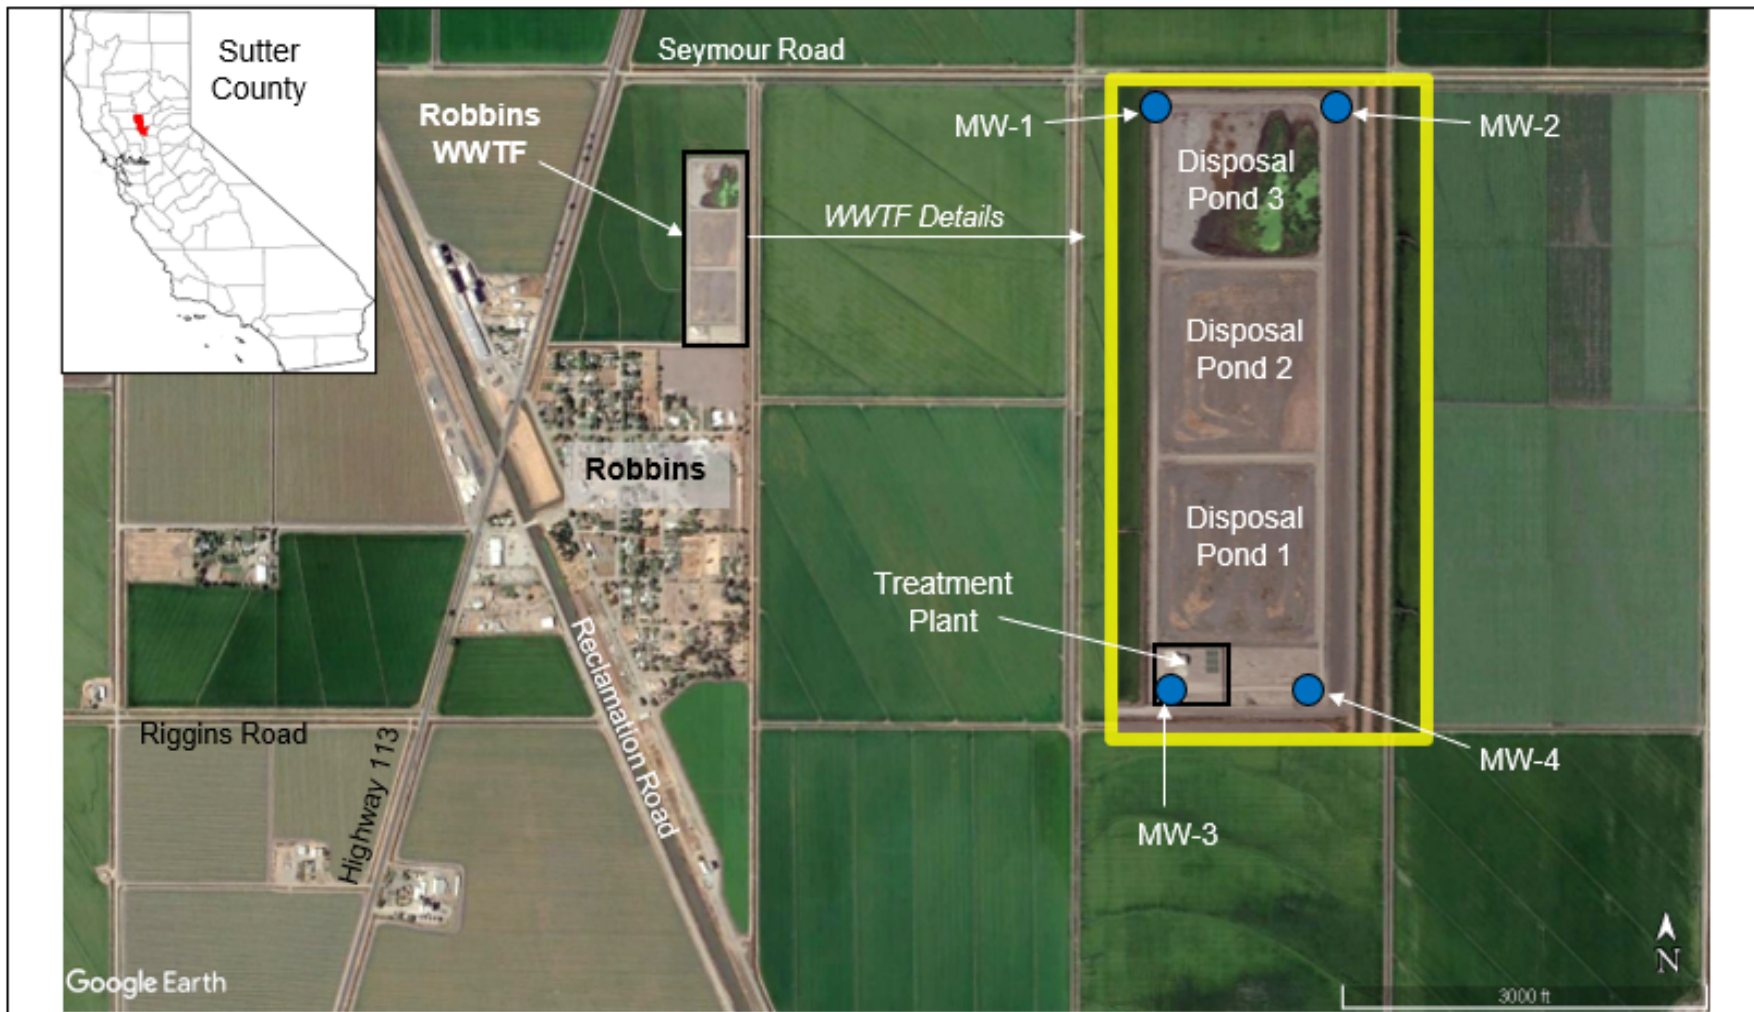 Sutter
County
Seymour Road
Robbins
WWTF
MW-1
MW-2
Disposal
Pond 3
WWTF Details
Disposal
Pond 2
Robbins
Disposal
Pond 1
Treatment
Plant
Reclamation Road
Riggins Road
Highway 113
MW-4
MW-3
N
Google Earth
3000 ft